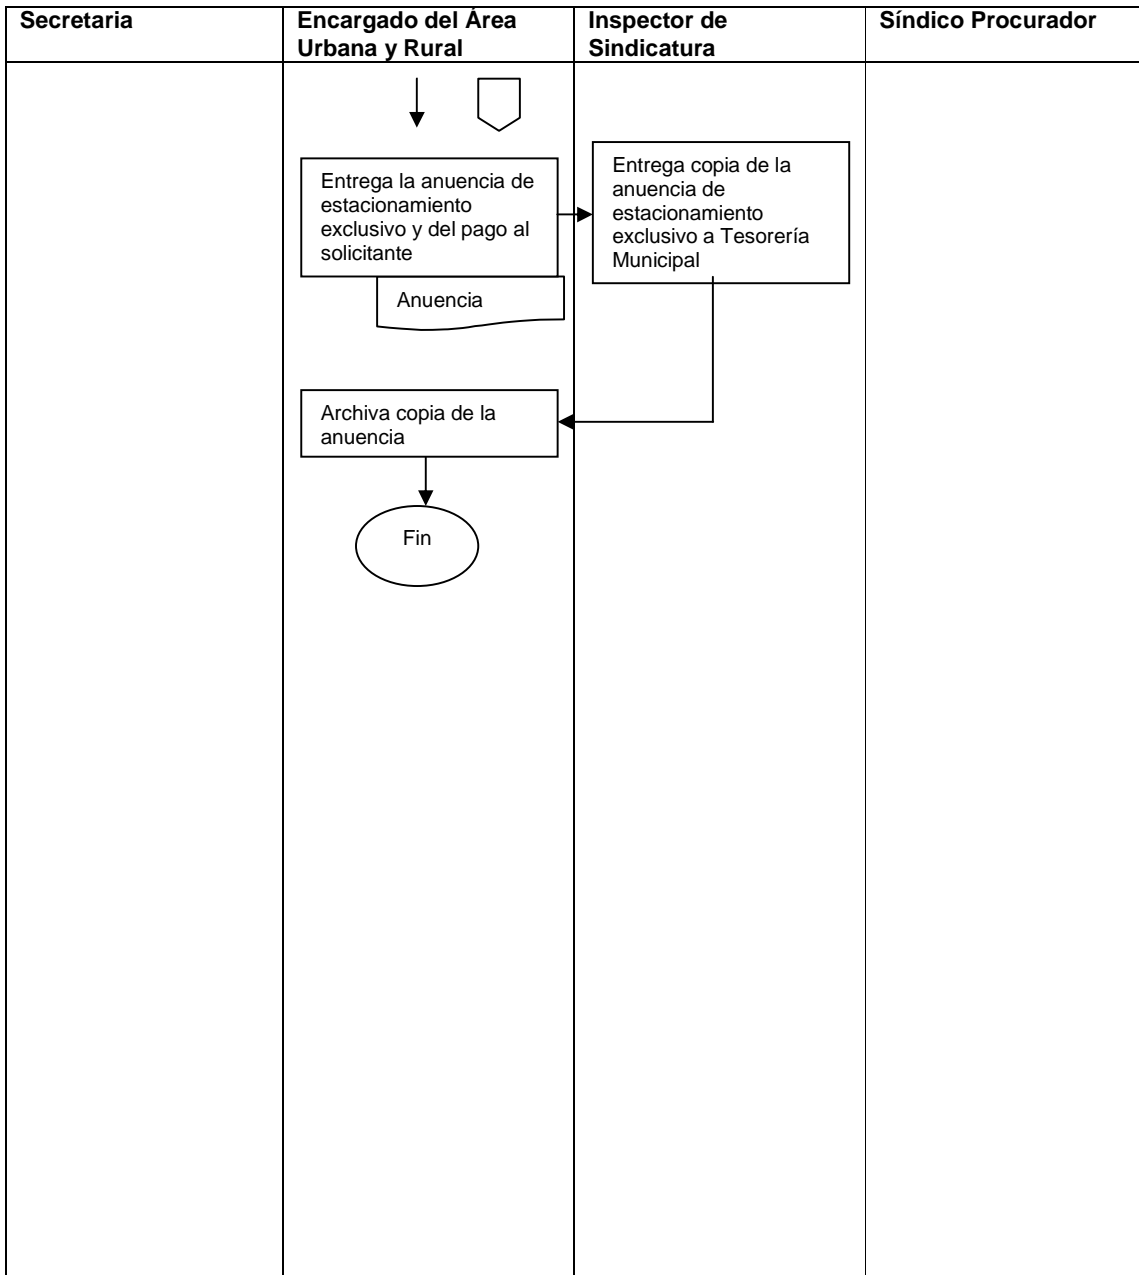 Secretaria
Encargado del Área
Urbana y Rural
Inspector de
Sindicatura
Síndico Procurador
Entrega la anuencia de
estacionamiento
exclusivo y del pago al
solicitante
Anuencia
Entrega copia de la
anuencia de
estacionamiento
exclusivo a Tesorería
Municipal
Archiva copia de la
anuencia
Fin